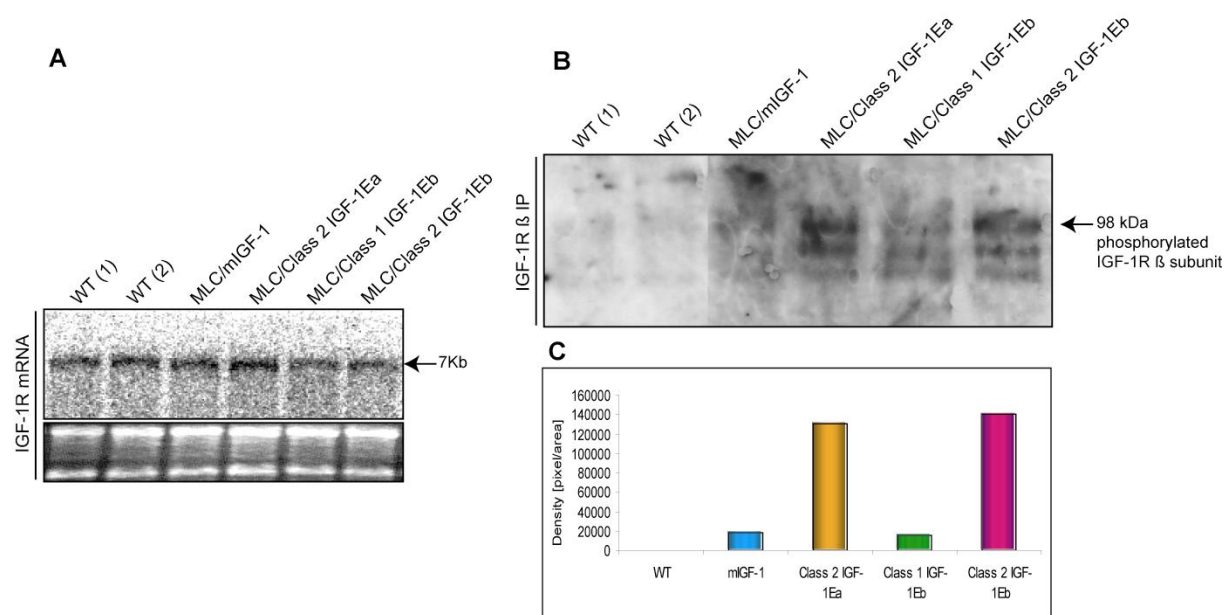 A
WT (1)
WT (2)
MLC/mIGF-1
MLC/Class 2 IGF-1Ea
MLC/Class 1 IGF-1Eb
MLC/Class 2 IGF-1Eb
IGF-1R mRNA
7Kb
B
WT (1)
WT (2)
MLC/mIGF-1
MLC/Class 2 IGF-1Ea
MLC/Class 1 IGF-1Eb
MLC/Class 2 IGF-1Eb
IGF-1R ß IP
98 kDa
phosphorylated
IGF-1R ß subunit
C
Density [pixel/area]
160000
140000
120000
100000
80000
60000
40000
20000
0
WT
mIGF-1
Class 2 IGF-
1Ea
Class 1 IGF-
1Eb
Class 2 IGF-
1Eb